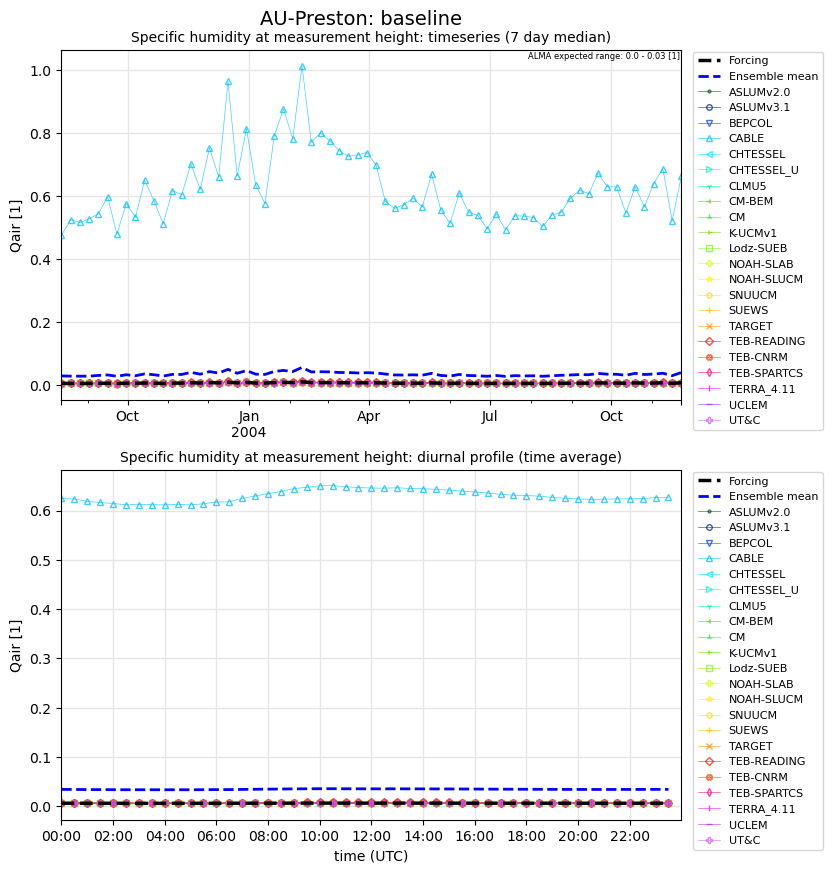 AU-Preston: baseline
Specific humidity at measurement height: timeseries (7 day median)
ALMA expected range: 0.0 - 0.03 [1]
Qair [1]
1.0
0.8
0.6
0.4
0.2
0.0
Oct
Jan
2004
Apr
Jul
Oct
Forcing
Ensemble mean
ASLUMv2.0
ASLUMv3.1
BEPCOL
CABLE
CHTESSEL
CHTESSEL_U
CLMU5
CM-BEM
CM
K-UCMv1
Lodz-SUEB
NOAH-SLAB
NOAH-SLUCM
SNUUCM
SUEWS
TARGET
TEB-READING
TEB-CNRM
TEB-SPARTCS
TERRA_4.11
UCLEM
UT&C
Specific humidity at measurement height: diurnal profile (time average)
Qair [1]
0.6
0.5
0.4
0.3
0.2
0.1
0.0
00:00 02:00 04:00 06:00 08:00 10:00 12:00 14:00 16:00 18:00 20:00 22:00
time (UTC)
Forcing
Ensemble mean
ASLUMv2.0
ASLUMv3.1
BEPCOL
CABLE
CHTESSEL
CHTESSEL_U
CLMU5
CM-BEM
CM
K-UCMv1
Lodz-SUEB
NOAH-SLAB
NOAH-SLUCM
SNUUCM
SUEWS
TARGET
TEB-READING
TEB-CNRM
TEB-SPARTCS
TERRA_4.11
UCLEM
UT&C